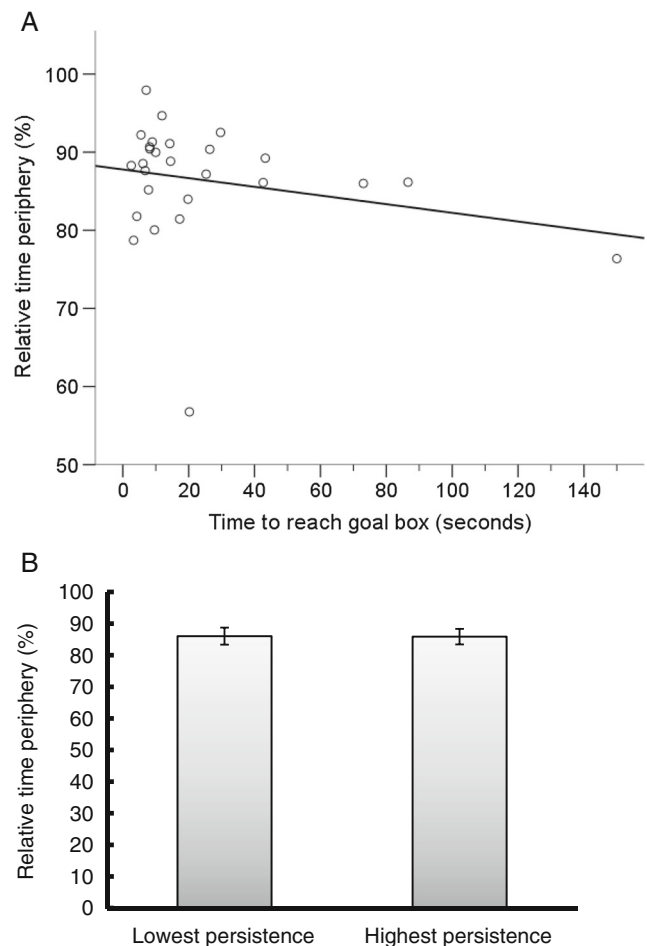 A
Relative time periphery (%)
100
90
80
70
60
50
0 20 40 60 80 100 120 140
Time to reach goal box (seconds)
B
Relative time periphery (%)
100
90
80
70
60
50
40
30
20
10
0
Lowest persistence Highest persistence